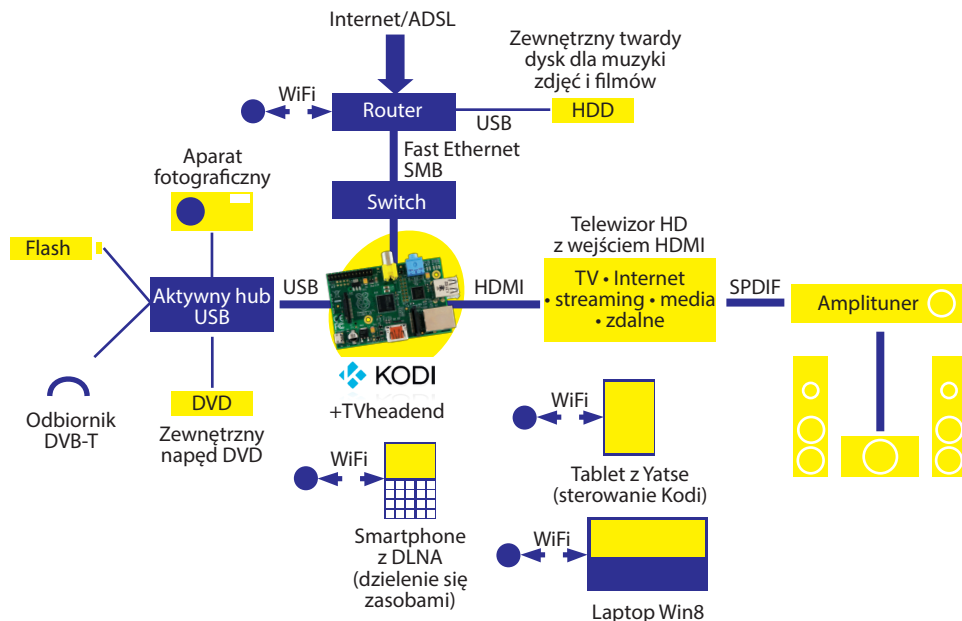 Internet/ADSL
Zewnętrzny twardy
dysk dla muzyki
zdjęć i filmów
WiFi
Router
USB
HDD
Fast Ethernet
SMB
Aparat
fotograficzny
Switch
Flash
Telewizor HD
z wejściem HDMI
Aktywny hub
USB
USB
HDMI
TV • Internet
• streaming • media
• zdalne
SPDIF
Amplituner
KODI
+TVheadend
DVD
Odbiornik
DVB-T
Zewnętrzny
napęd DVD
WiFi
WiFi
Tablet z Yatse
(sterowanie Kodi)
Smartphone
z DLNA
(dzielenie się
zasobami)
WiFi
Laptop Win8